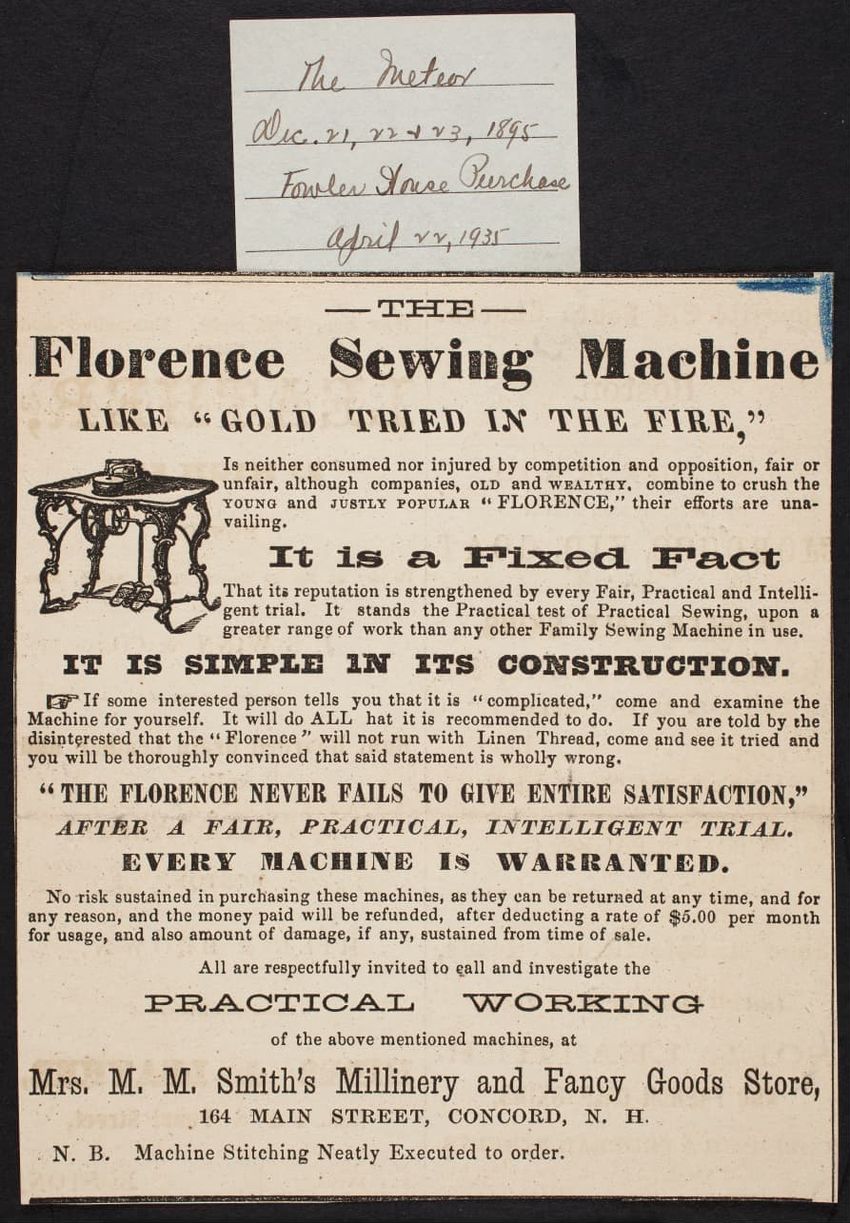 The Meteor
Dec. 21, 22 & 23, 1895
Fowler House Purchase
April 22, 1935
— THE —
Florence Sewing Machine
LIKE “GOLD TRIED IN THE FIRE,”
Is neither consumed nor injured by competition and opposition, fair or
unfair, although companies, OLD and WEALTHY, combine to crush the
YOUNG and JUSTLY POPULAR “FLORENCE,” their efforts are una-
vailing.
It is a Fixed Fact
That its reputation is strengthened by every Fair, Practical and Intelli-
gent trial. It stands the Practical test of Practical Sewing, upon a
greater range of work than any other Family Sewing Machine in use.
IT IS SIMPLE IN ITS CONSTRUCTION.
☞ If some interested person tells you that it is “complicated,” come and examine the
Machine for yourself. It will do ALL hat it is recommended to do. If you are told by the
disinterested that the “Florence” will not run with Linen Thread, come and see it tried and
you will be thoroughly convinced that said statement is wholly wrong.
“THE FLORENCE NEVER FAILS TO GIVE ENTIRE SATISFACTION,”
AFTER A FAIR, PRACTICAL, INTELLIGENT TRIAL.
EVERY MACHINE IS WARRANTED.
No risk sustained in purchasing these machines, as they can be returned at any time, and for
any reason, and the money paid will be refunded, after deducting a rate of $5.00 per month
for usage, and also amount of damage, if any, sustained from time of sale.
All are respectfully invited to call and investigate the
PRACTICAL WORKING
of the above mentioned machines, at
Mrs. M. M. Smith's Millinery and Fancy Goods Store,
164 MAIN STREET, CONCORD, N. H.
N. B. Machine Stitching Neatly Executed to order.